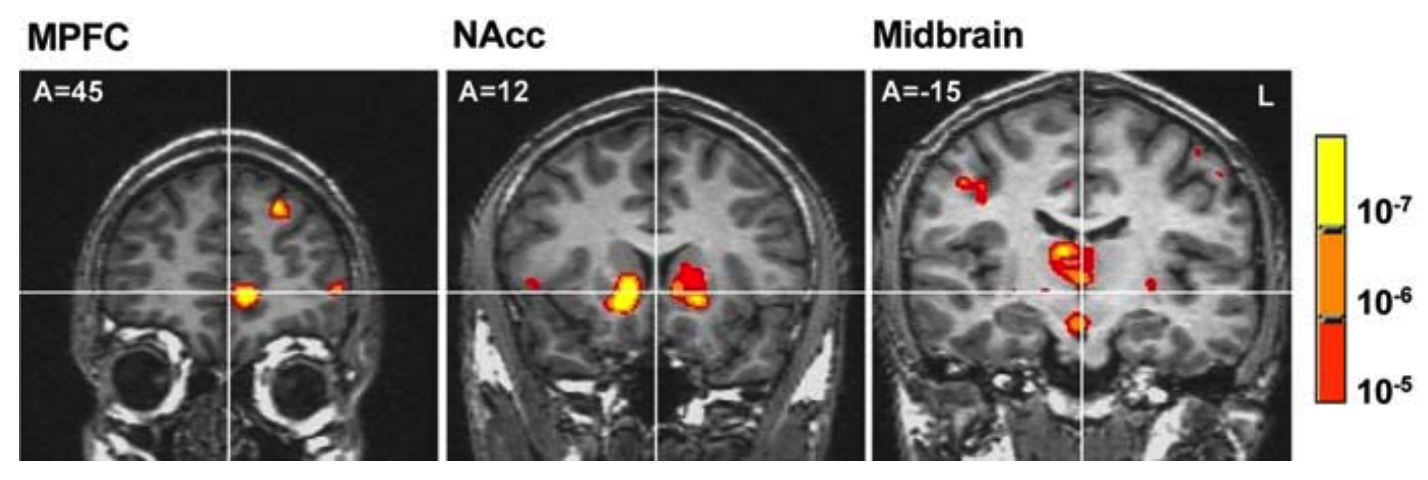 MPFC
NAcc
Midbrain
A=45
A=12
A=-15
L
10-7
10-6
10-5